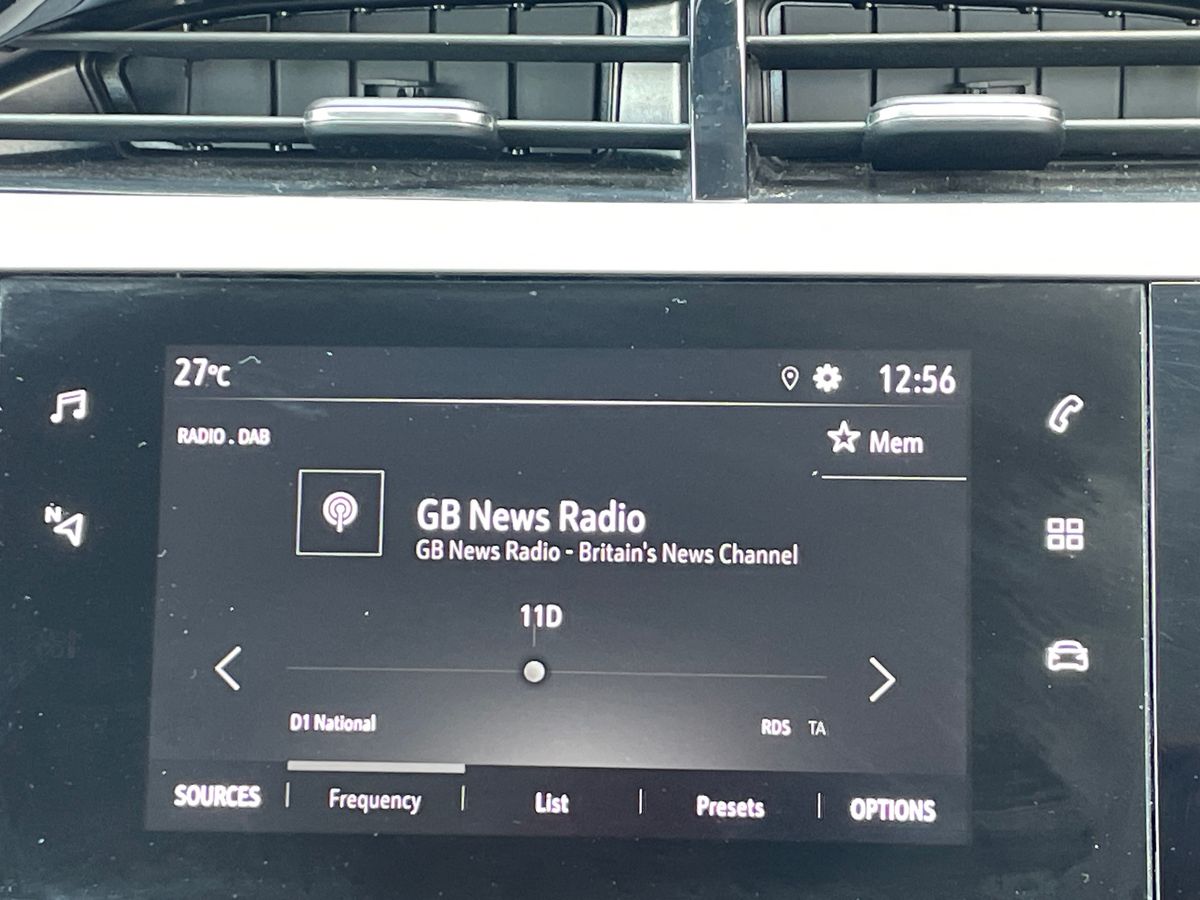 27°C
12:56
RADIO . DAB
Mem
GB News Radio
GB News Radio - Britain's News Channel
11D
N
D1 National
RDS TA
SOURCES | Frequency | List | Presets | OPTIONS